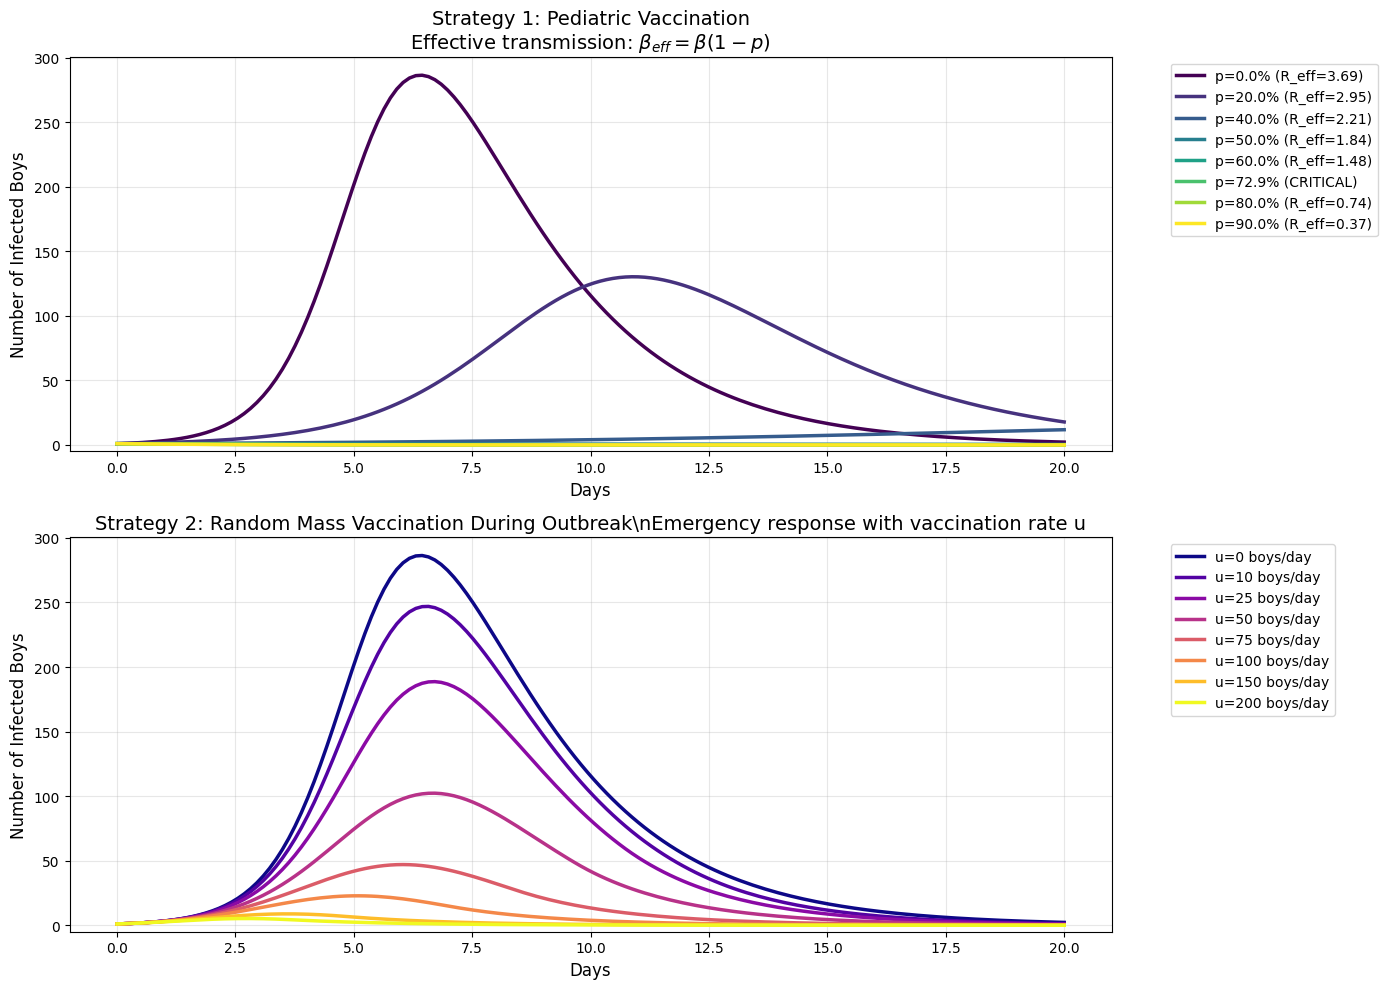 Strategy 1: Pediatric Vaccination
Effective transmission: $\beta_{eff} = \beta(1 - p)$
Number of Infected Boys
300
250
200
150
100
50
0
0.0 2.5 5.0 7.5 10.0 12.5 15.0 17.5 20.0
Days
p=0.0% (R_eff=3.69)
p=20.0% (R_eff=2.95)
p=40.0% (R_eff=2.21)
p=50.0% (R_eff=1.84)
p=60.0% (R_eff=1.48)
p=72.9% (CRITICAL)
p=80.0% (R_eff=0.74)
p=90.0% (R_eff=0.37)
Strategy 2: Random Mass Vaccination During Outbreak\nEmergency response with vaccination rate u
Number of Infected Boys
300
250
200
150
100
50
0
0.0 2.5 5.0 7.5 10.0 12.5 15.0 17.5 20.0
Days
u=0 boys/day
u=10 boys/day
u=25 boys/day
u=50 boys/day
u=75 boys/day
u=100 boys/day
u=150 boys/day
u=200 boys/day